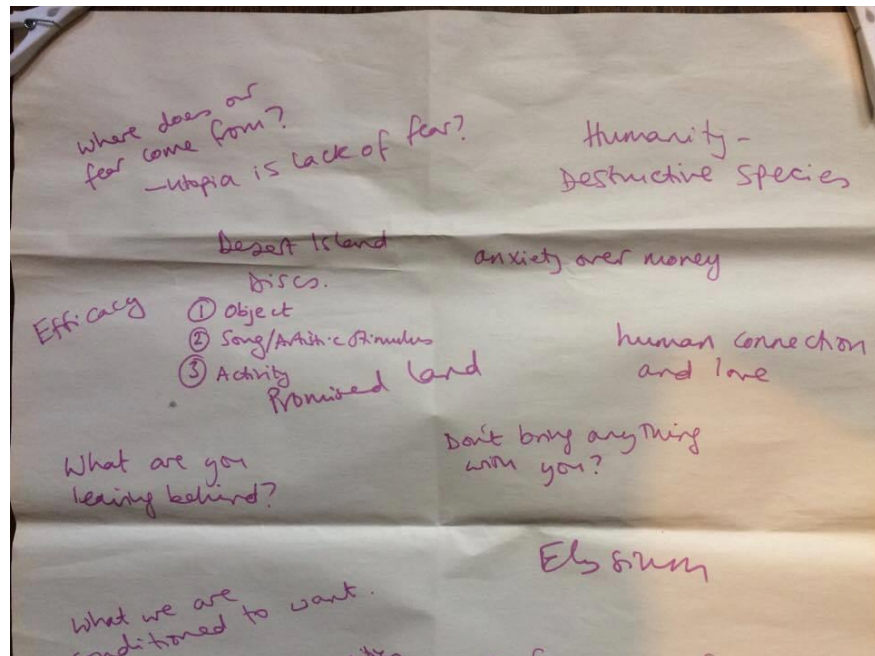 Where does our
fear come from?
-utopia is lack of fear?
Humanity -
Destructive Species
Desert Island
Discs.
① Object
② Song/Artistic Stimulus
③ Activity
Efficacy
anxiety over money
Promised Land
human connection
and love
What are you
leaving behind?
Don't bring anything
with you?
Elysium
What we are
conditioned to want.